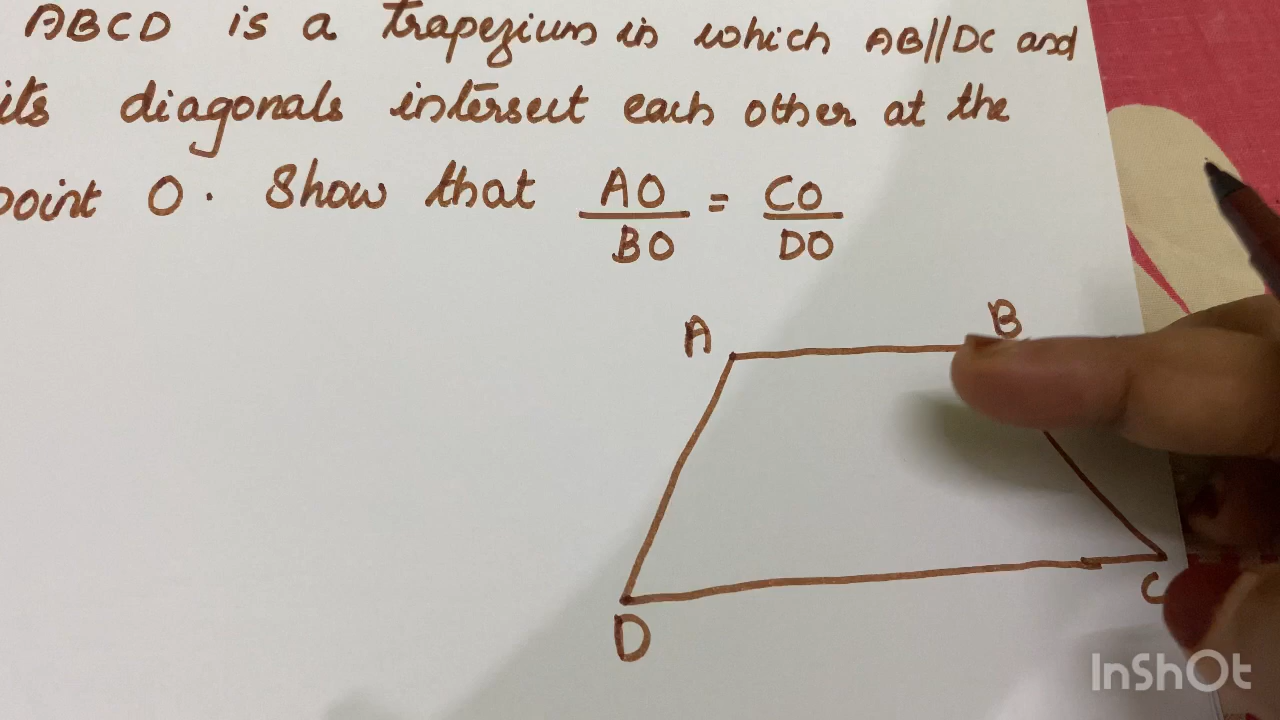 ABCD is a trapezium in which AB//DC and
its diagonals intersect each other at the
point O. Show that AO/BO = CO/DO
A
B
D
C
InShOt